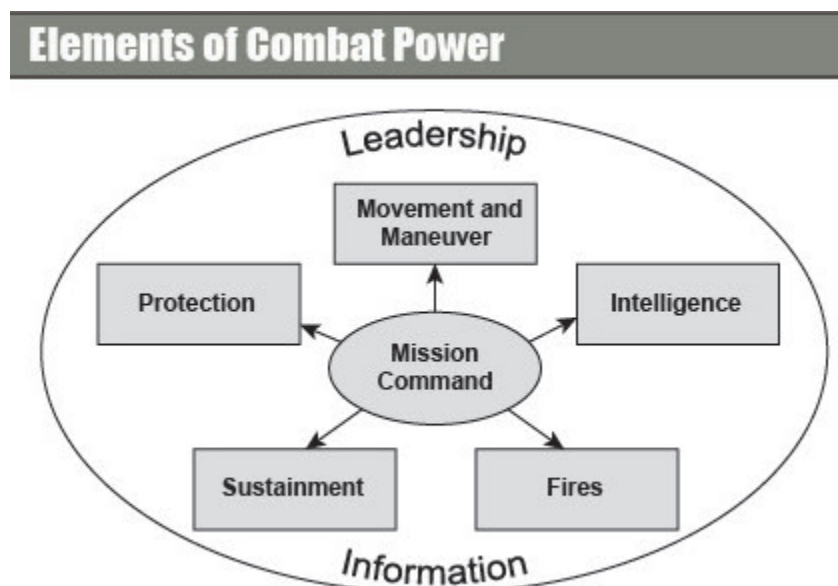 Elements of Combat Power
Leadership
Movement and
Maneuver
Protection
Intelligence
Mission
Command
Sustainment
Fires
Information